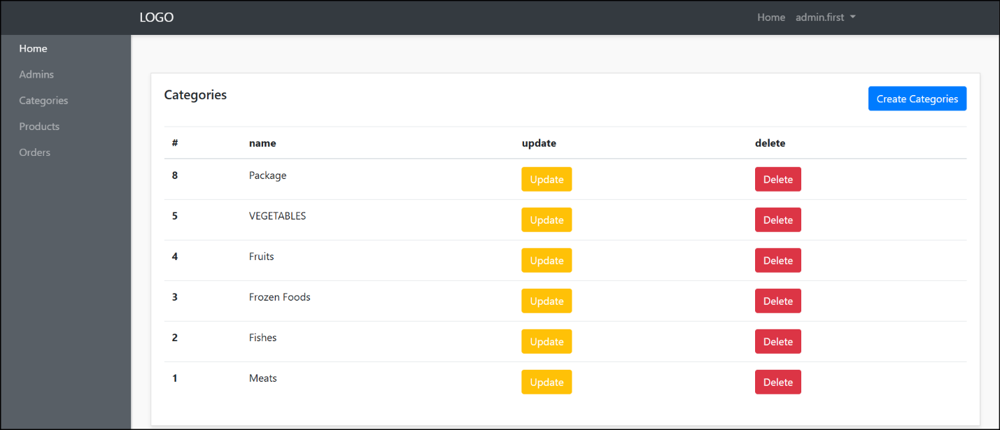 LOGO Home admin.first
Home
Admins
Categories
Products
Orders
Categories Create Categories
# name update delete
8 Package Update Delete
5 VEGETABLES Update Delete
4 Fruits Update Delete
3 Frozen Foods Update Delete
2 Fishes Update Delete
1 Meats Update Delete